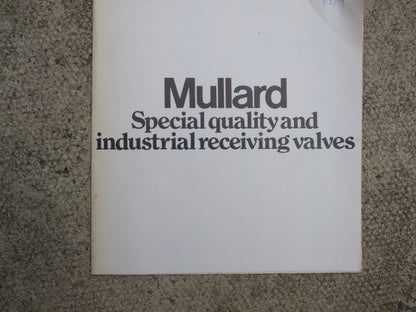 Mullard
Special quality and
industrial receiving valves